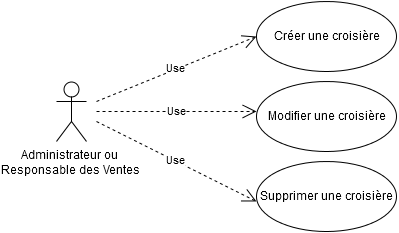 Créer une croisière
Use
Use
Modifier une croisière
Administrateur ou
Responsable des Ventes
Use
Supprimer une croisière